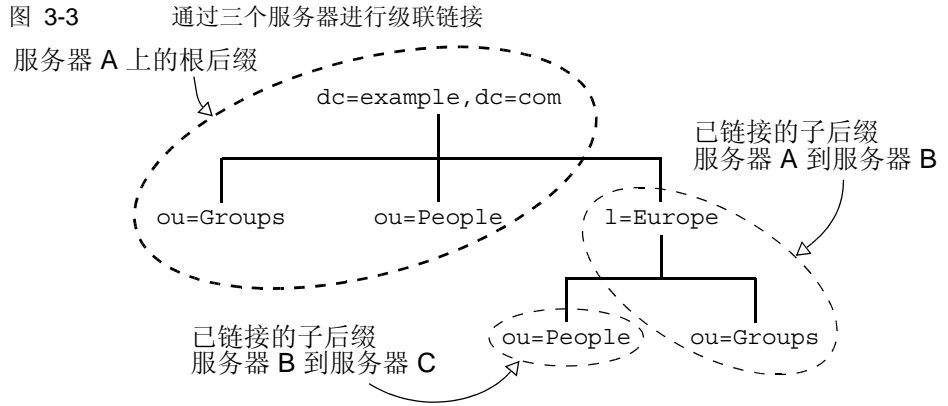 图 3-3 通过三个服务器进行级联链接
服务器 A 上的根后缀
dc=example,dc=com
已链接的子后缀
服务器 A 到服务器 B
ou=Groups
ou=People
l=Europe
ou=People
ou=Groups
已链接的子后缀
服务器 B 到服务器 C